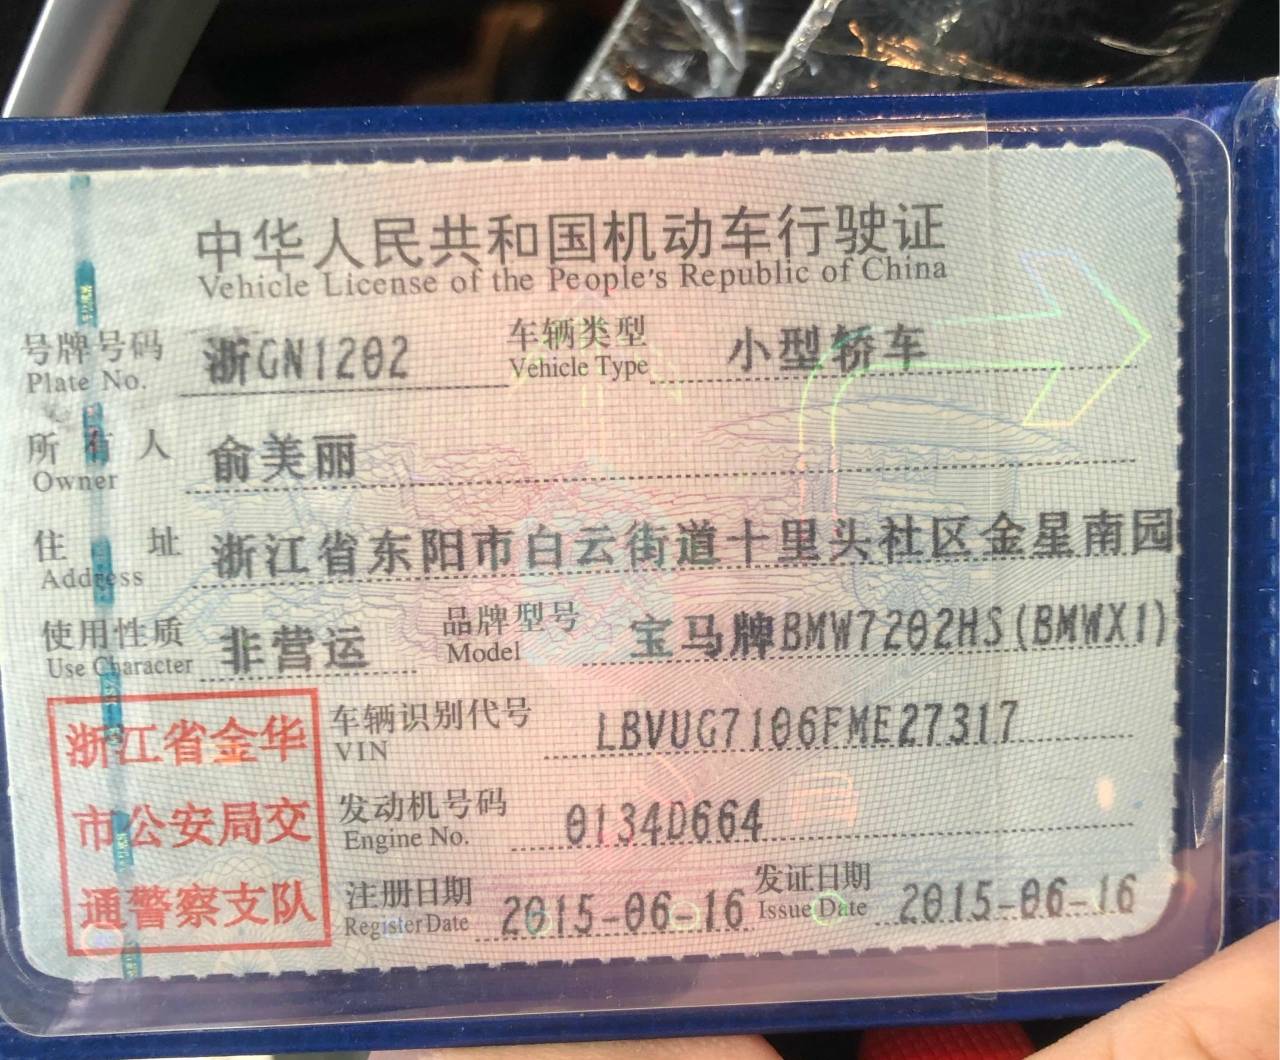 中华人民共和国机动车行驶证
Vehicle License of the People's Republic of China
号牌号码 浙GN1202 车辆类型 小型轿车
Plate No. Vehicle Type
所有人 俞美丽
Owner
住址 浙江省东阳市白云街道十里头社区金星南园
Address
使用性质 非营运 品牌型号 宝马牌BMW7202HS(BMWX1)
Use Character Model
浙江省金华
市公安局交
通警察支队
车辆识别代号 LBVUG7106FME27317
VIN
发动机号码 0134D664
Engine No.
注册日期 2015-06-16 发证日期 2015-06-16
Register Date Issue Date